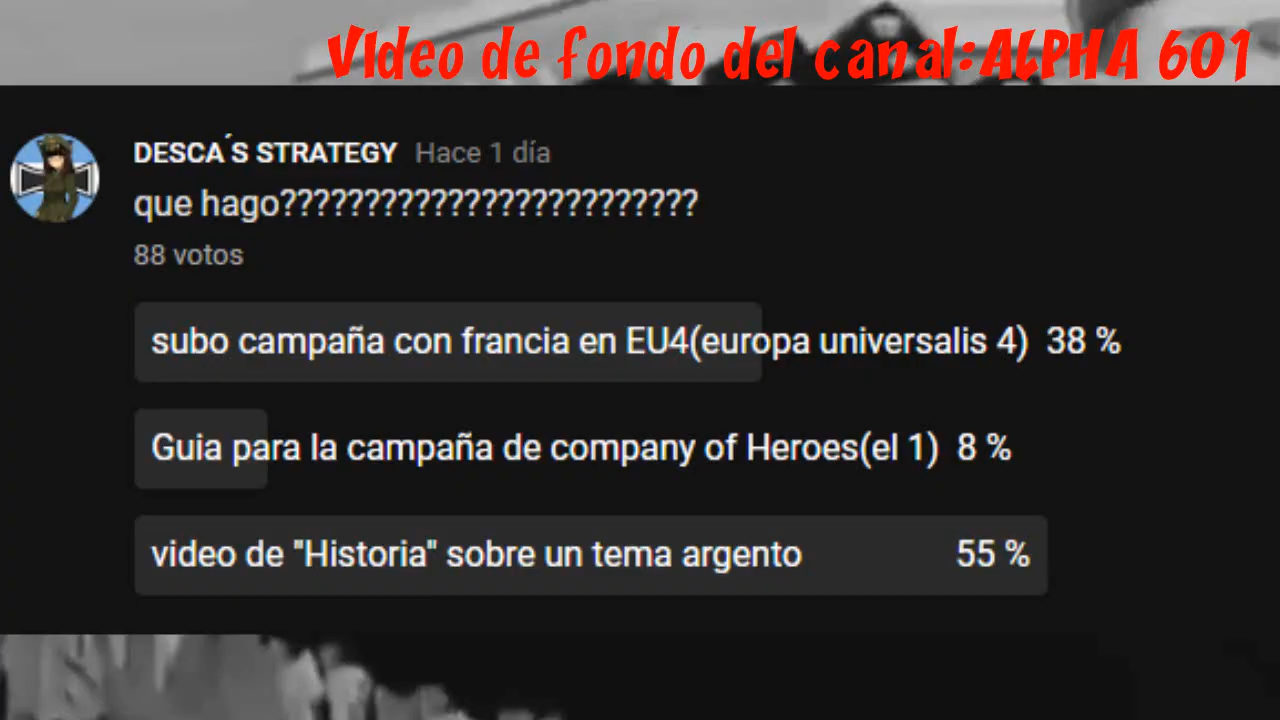 VIdeo de fondo del canal:ALPHA 601
DESCA´S STRATEGY Hace 1 día
que hago?????????????????????????
88 votos
subo campaña con francia en EU4(europa universalis 4) 38 %
Guia para la campaña de company of Heroes(el 1) 8 %
video de "Historia" sobre un tema argento 55 %